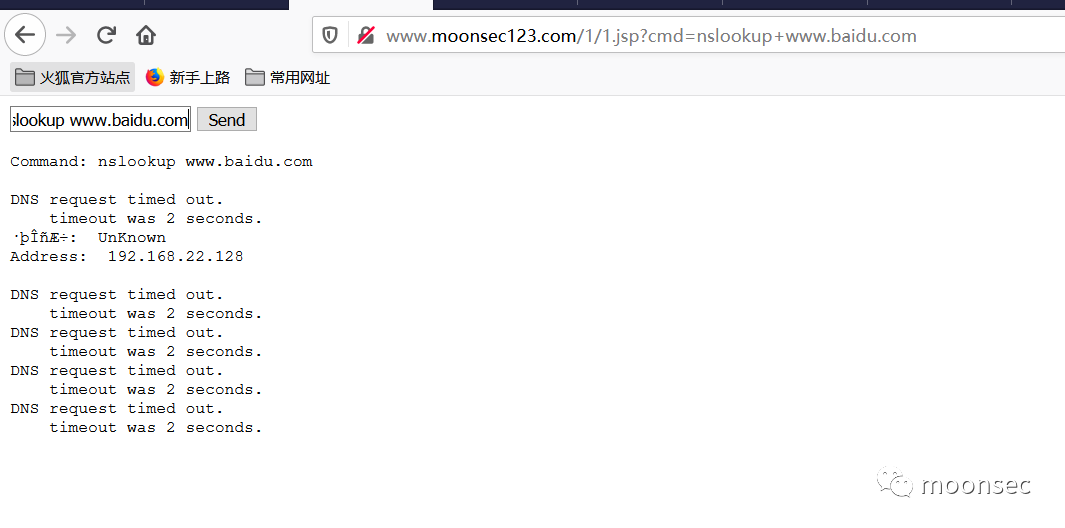 www.moonsec123.com/1/1.jsp?cmd=nslookup+www.baidu.com
火狐官方站点 新手上路 常用网址
slookup www.baidu.com Send
Command: nslookup www.baidu.com
DNS request timed out.
timeout was 2 seconds.
·þÎñÆ÷: UnKnown
Address: 192.168.22.128
DNS request timed out.
timeout was 2 seconds.
DNS request timed out.
timeout was 2 seconds.
DNS request timed out.
timeout was 2 seconds.
DNS request timed out.
timeout was 2 seconds.
moonsec